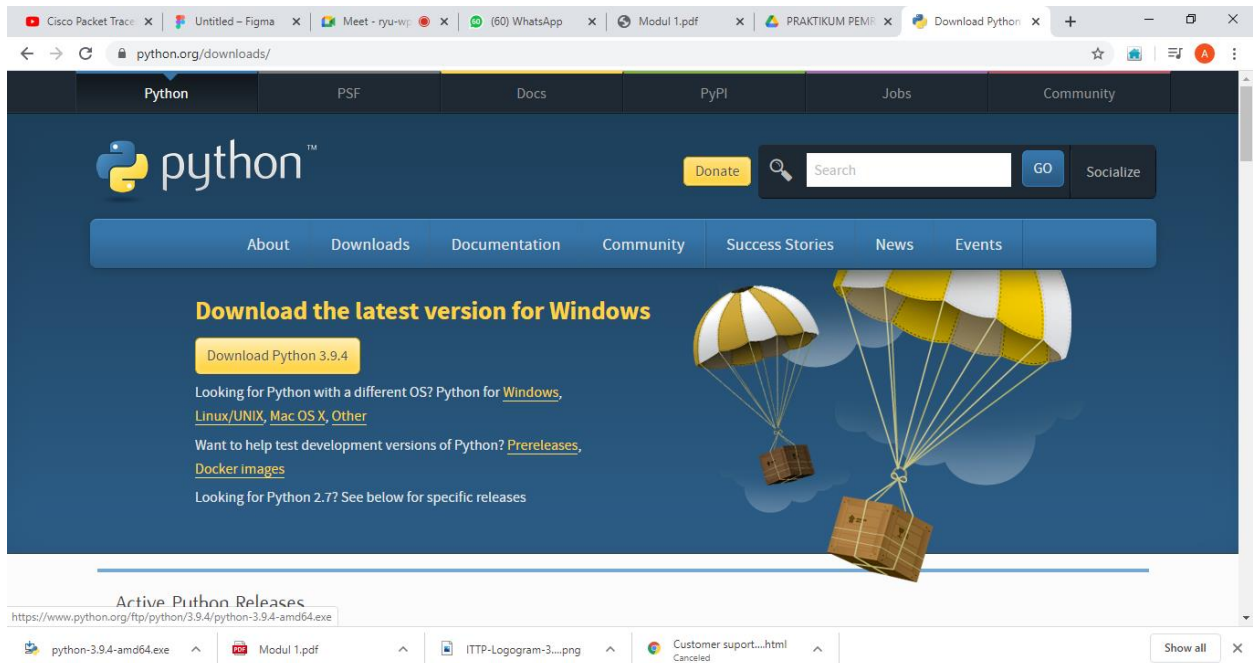 Cisco Packet Trace
Untitled – Figma
Meet - ryu-wp
(60) WhatsApp
Modul 1.pdf
PRAKTIKUM PEMR
Download Python
python.org/downloads/
A
Python
PSF
Docs
PyPI
Jobs
Community
python™
Donate
Search
GO
Socialize
About
Downloads
Documentation
Community
Success Stories
News
Events
Download the latest version for Windows
Download Python 3.9.4
Looking for Python with a different OS? Python for Windows,
Linux/UNIX, Mac OS X, Other
Want to help test development versions of Python? Prereleases,
Docker images
Looking for Python 2.7? See below for specific releases
Active Python Releases
https://www.python.org/ftp/python/3.9.4/python-3.9.4-amd64.exe
python-3.9.4-amd64.exe
PDF
Modul 1.pdf
ITTP-Logogram-3....png
Customer suport....html
Canceled
Show all